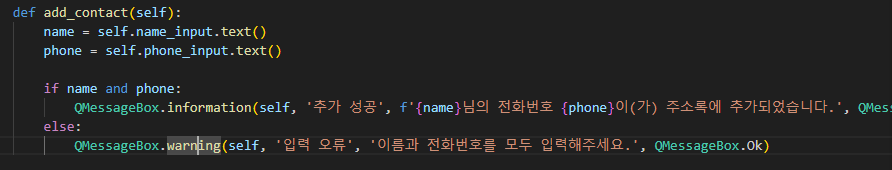 def add_contact(self):
    name = self.name_input.text()
    phone = self.phone_input.text()
    if name and phone:
        QMessageBox.information(self, '추가 성공', f'{name}님의 전화번호 {phone}이(가) 주소록에 추가되었습니다.', QMe
    else:
        QMessageBox.warning(self, '입력 오류', '이름과 전화번호를 모두 입력해주세요.', QMessageBox.Ok)